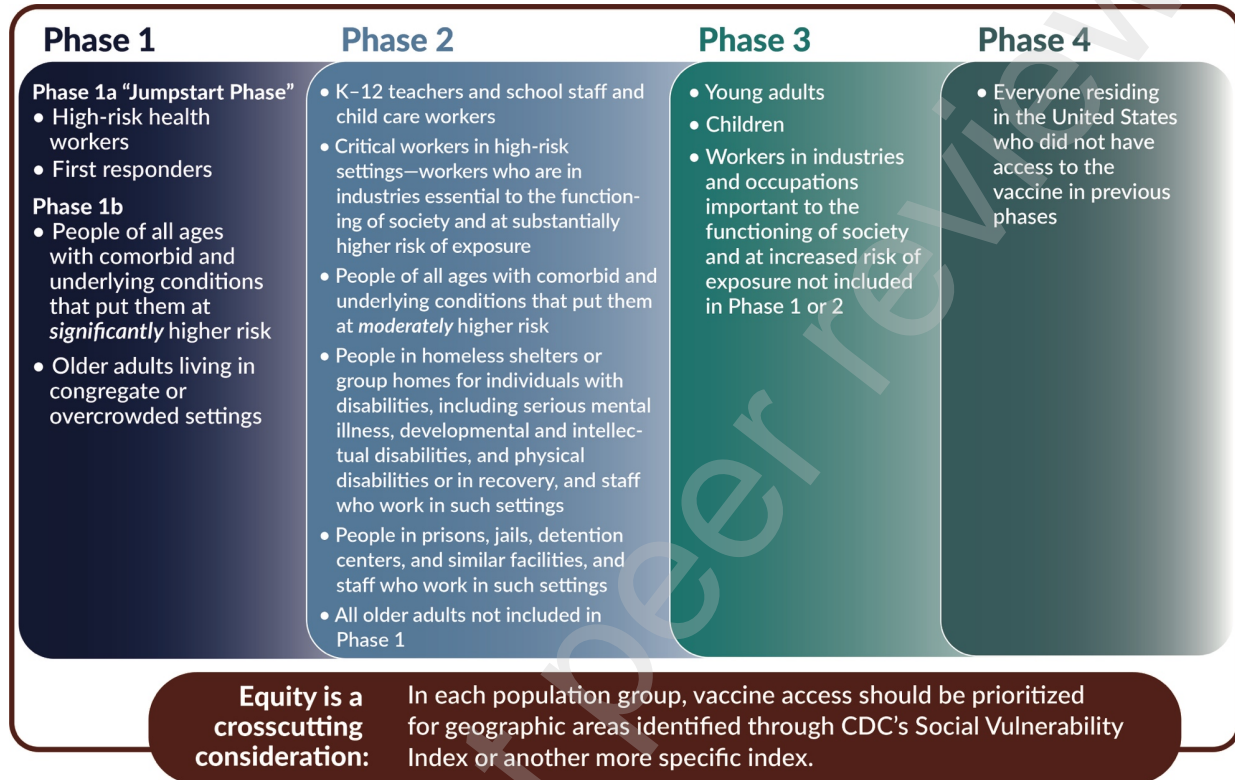 Phase 1
Phase 1a “Jumpstart Phase”
• High-risk health
workers
• First responders
Phase 1b
• People of all ages
with comorbid and
underlying conditions
that put them at
significantly higher risk
• Older adults living in
congregate or
overcrowded settings
Phase 2
• K–12 teachers and school staff and
child care workers
• Critical workers in high-risk
settings—workers who are in
industries essential to the function-
ing of society and at substantially
higher risk of exposure
• People of all ages with comorbid and
underlying conditions that put them
at moderately higher risk
• People in homeless shelters or
group homes for individuals with
disabilities, including serious mental
illness, developmental and intellec-
tual disabilities, and physical
disabilities or in recovery, and staff
who work in such settings
• People in prisons, jails, detention
centers, and similar facilities, and
staff who work in such settings
• All older adults not included in
Phase 1
Phase 3
• Young adults
• Children
• Workers in industries
and occupations
important to the
functioning of society
and at increased risk of
exposure not included
in Phase 1 or 2
Phase 4
• Everyone residing
in the United States
who did not have
access to the
vaccine in previous
phases
Equity is a
crosscutting
consideration:
In each population group, vaccine access should be prioritized
for geographic areas identified through CDC’s Social Vulnerability
Index or another more specific index.
peer review